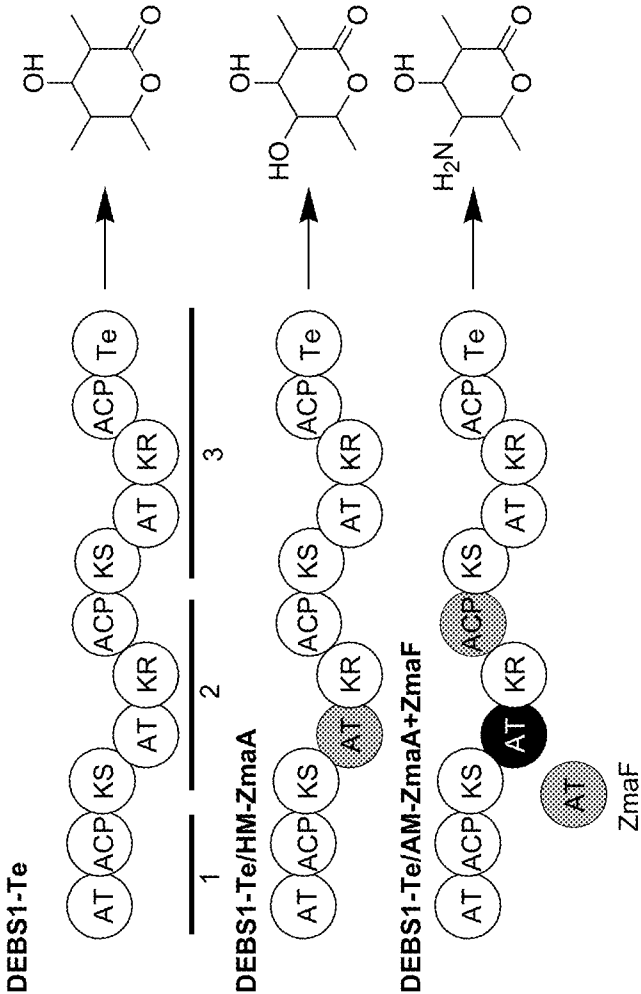 DEBS1-Te
AT ACP KS AT KR ACP KS AT KR ACP Te
OH
O
O
1 2 3
DEBS1-Te/HM-ZmaA
AT ACP KS AT KR ACP KS AT KR ACP Te
OH
HO
O
O
DEBS1-Te/AM-ZmaA+ZmaF
AT ACP KS AT KR ACP KS AT KR ACP Te
OH
H2N
O
O
AT
ZmaF